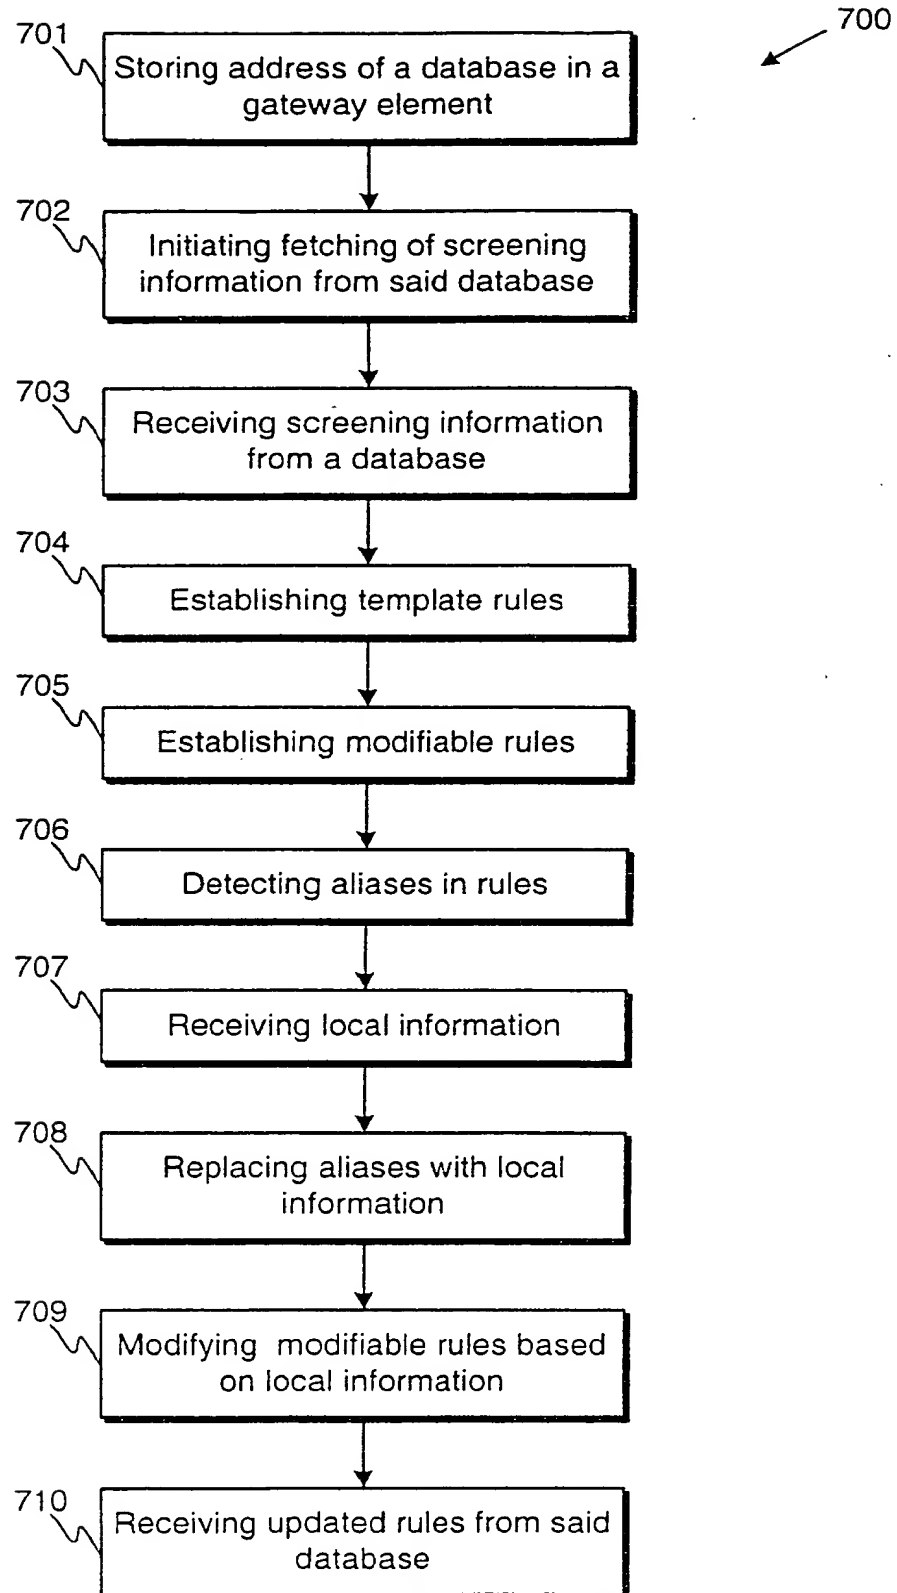 700
701
Storing address of a database in a
gateway element
702
Initiating fetching of screening
information from said database
703
Receiving screening information
from a database
704
Establishing template rules
705
Establishing modifiable rules
706
Detecting aliases in rules
707
Receiving local information
708
Replacing aliases with local
information
709
Modifying modifiable rules based
on local information
710
Receiving updated rules from said
database